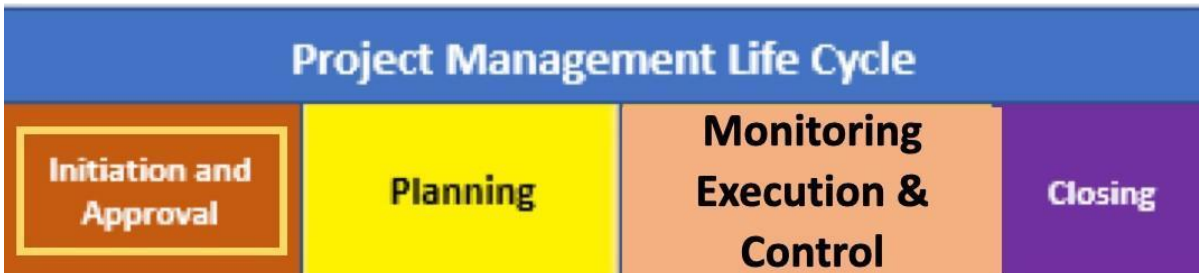 Project Management Life Cycle
Initiation and
Approval
Planning
Monitoring
Execution &
Control
Closing